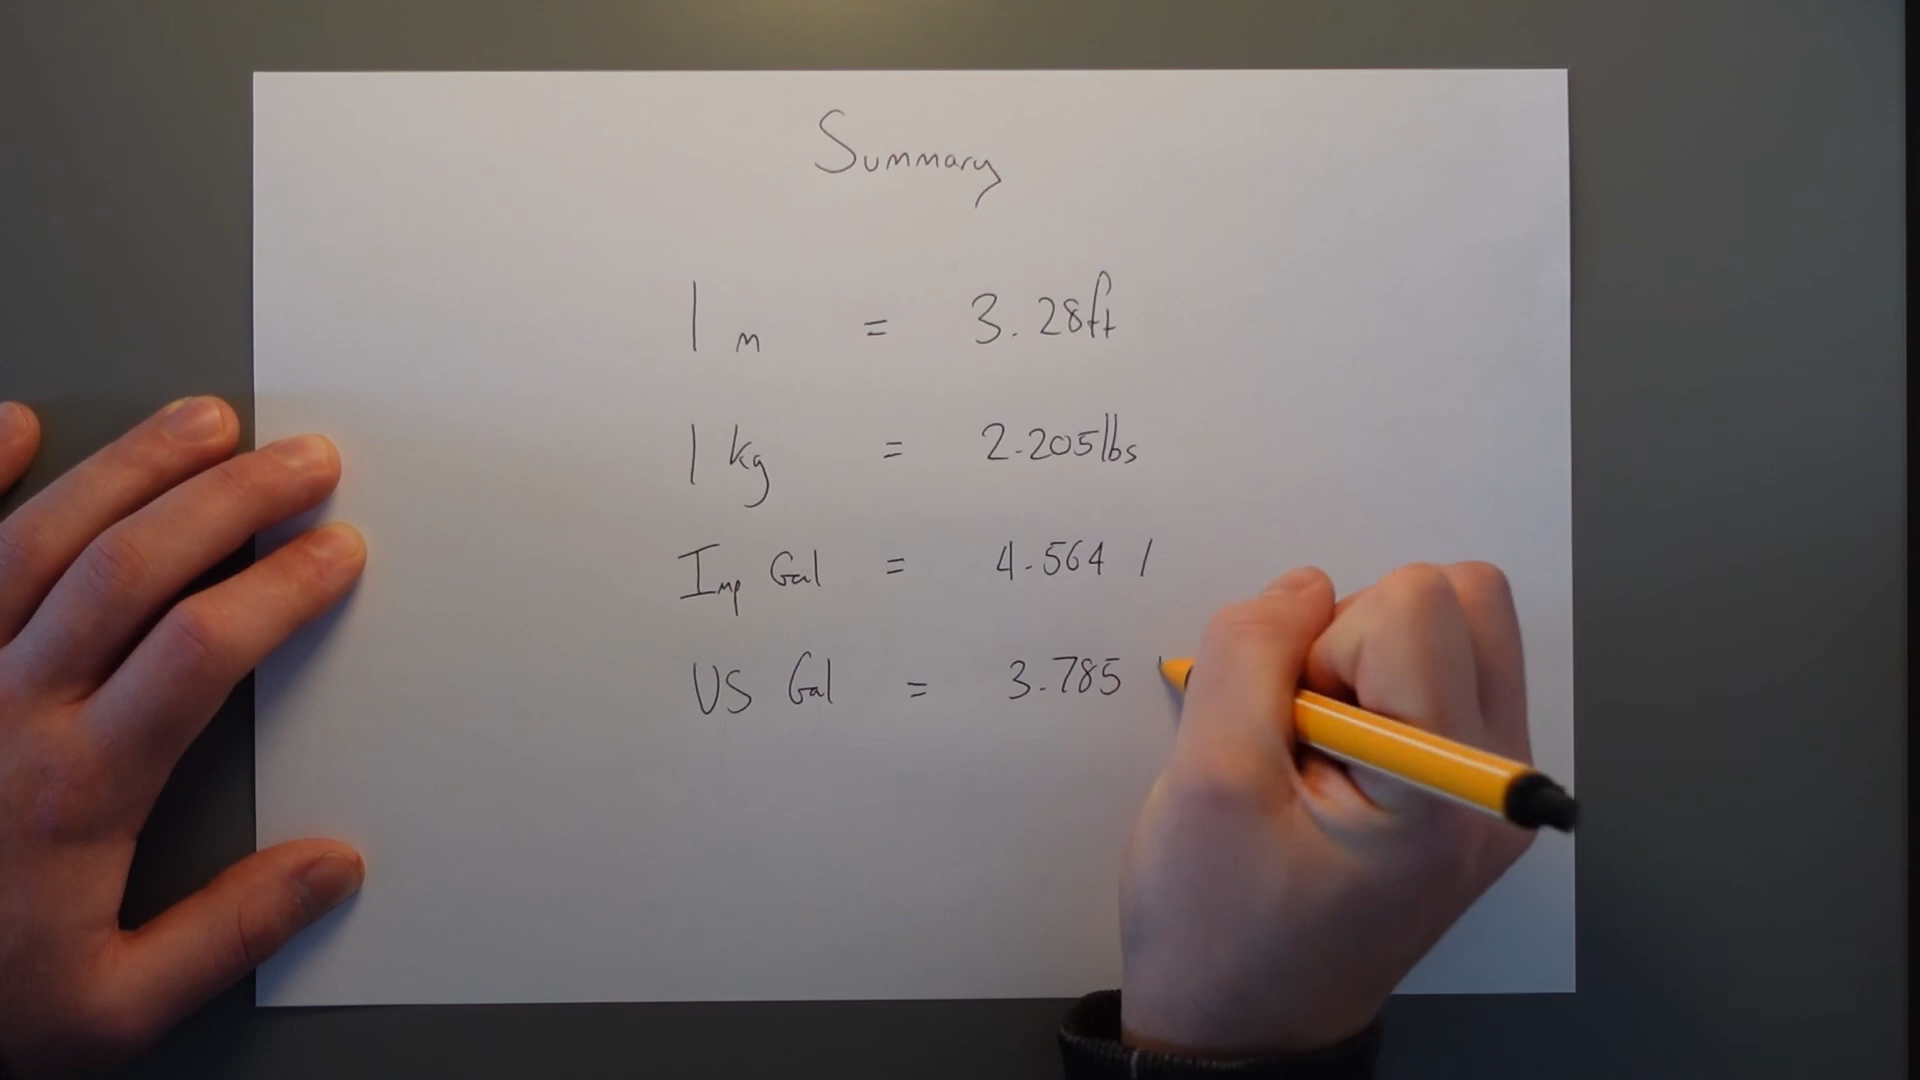 Summary
1 m = 3.28ft
1 kg = 2.205lbs
Imp Gal = 4.564 l
US Gal = 3.785